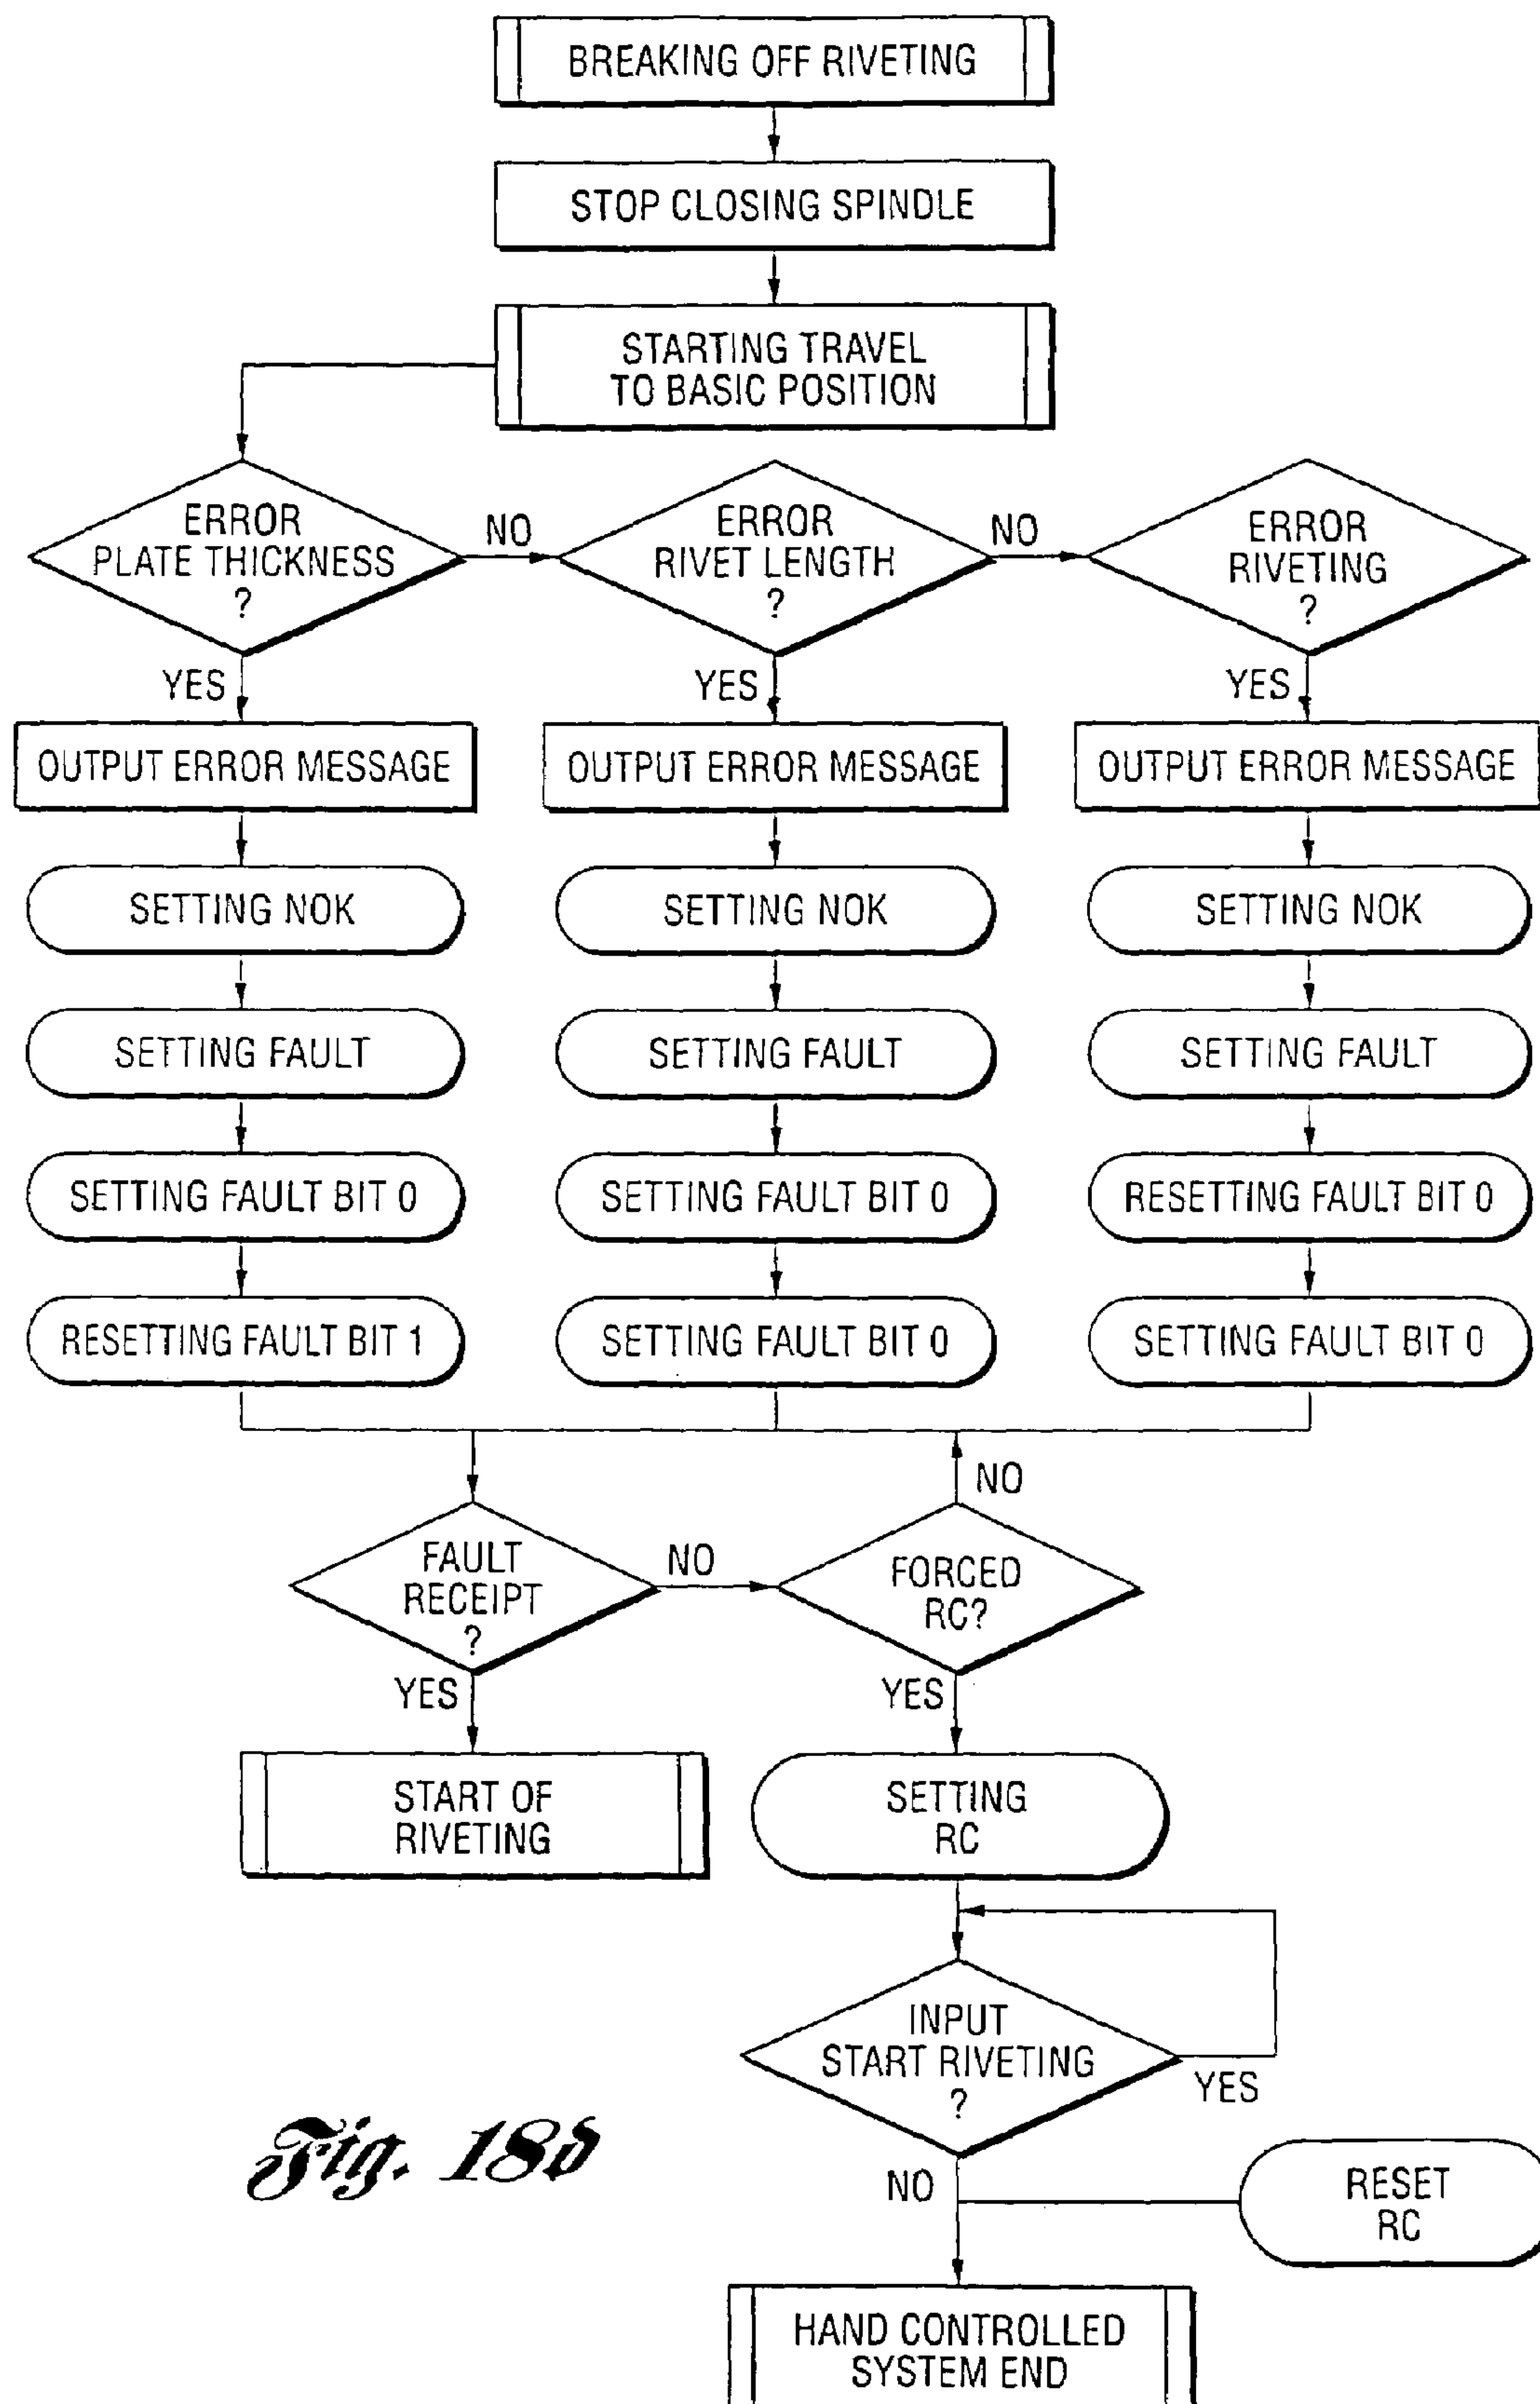 BREAKING OFF RIVETING
STOP CLOSING SPINDLE
STARTING TRAVEL
TO BASIC POSITION
ERROR
PLATE THICKNESS
?
NO
ERROR
RIVET LENGTH
?
NO
ERROR
RIVETING
?
YES
YES
YES
OUTPUT ERROR MESSAGE
OUTPUT ERROR MESSAGE
OUTPUT ERROR MESSAGE
SETTING NOK
SETTING NOK
SETTING NOK
SETTING FAULT
SETTING FAULT
SETTING FAULT
SETTING FAULT BIT 0
SETTING FAULT BIT 0
RESETTING FAULT BIT 0
RESETTING FAULT BIT 1
SETTING FAULT BIT 0
SETTING FAULT BIT 0
NO
FAULT
RECEIPT
?
NO
FORCED
RC?
YES
YES
START OF
RIVETING
SETTING
RC
INPUT
START RIVETING
?
YES
NO
RESET
RC
HAND CONTROLLED
SYSTEM END
Fig. 18d